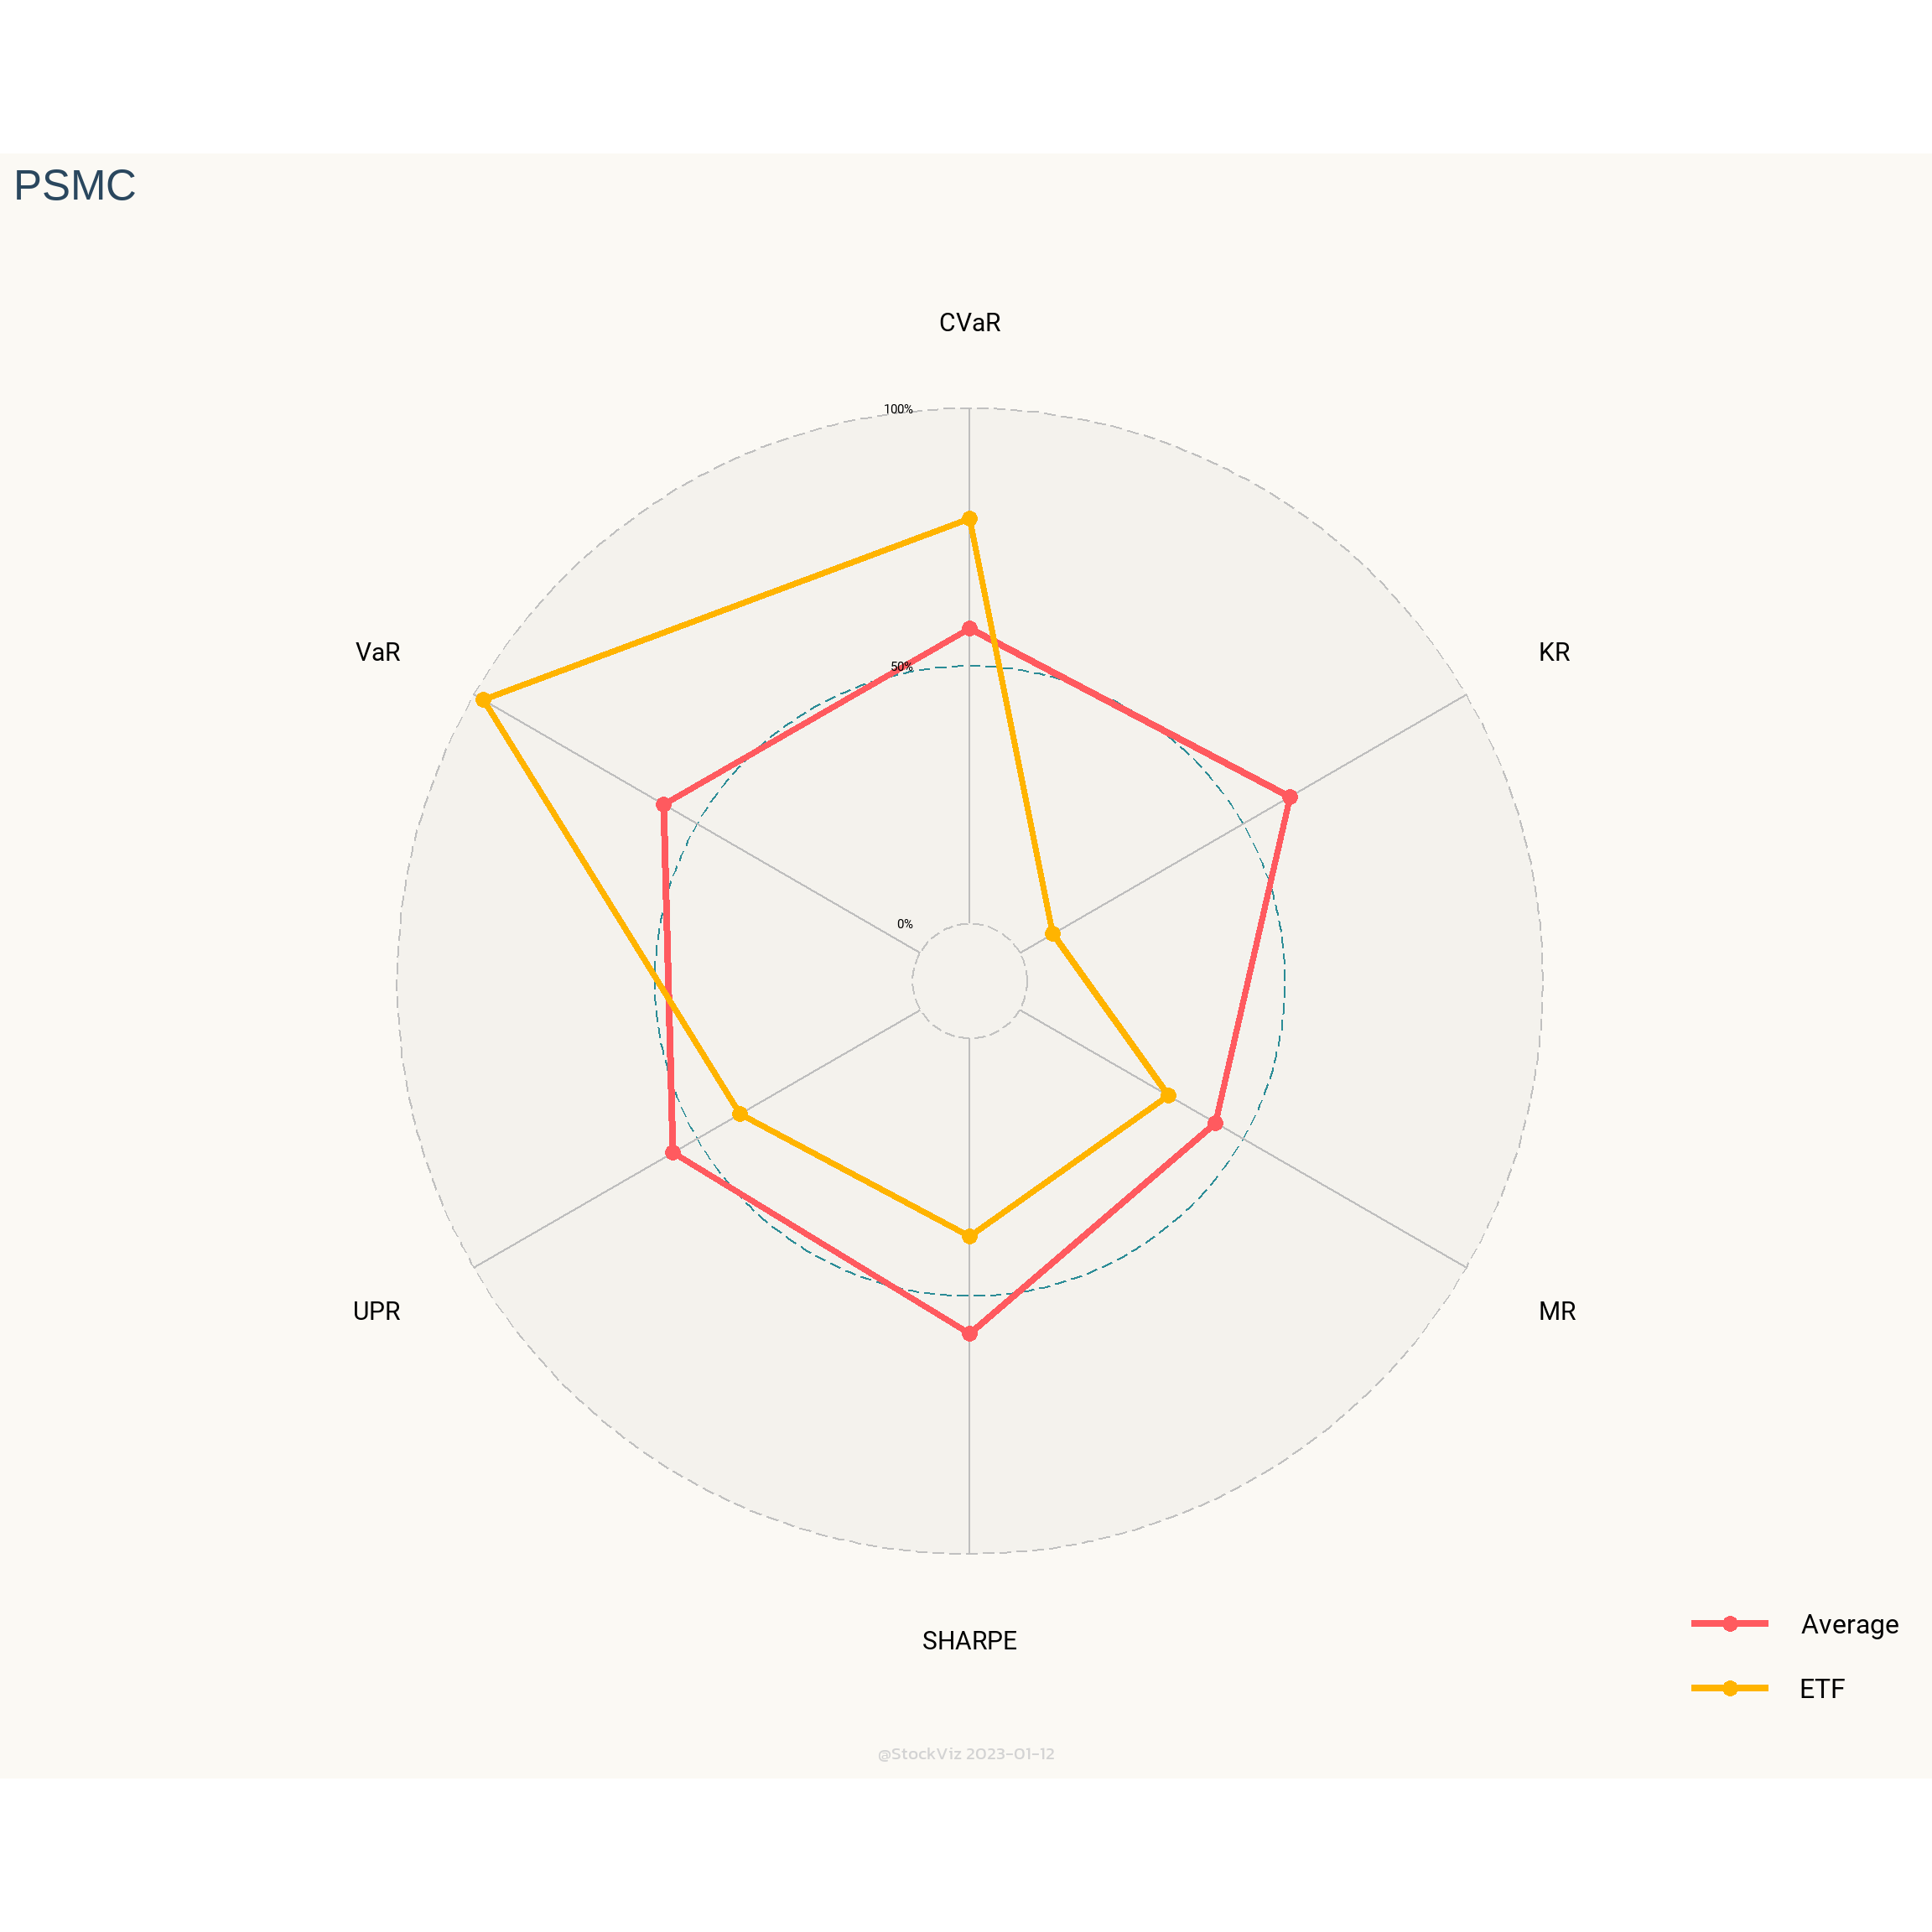 PSMC
CVaR
100%
VaR
KR
50%
0%
UPR
MR
SHARPE
Average
ETF
@StockViz 2023-01-12